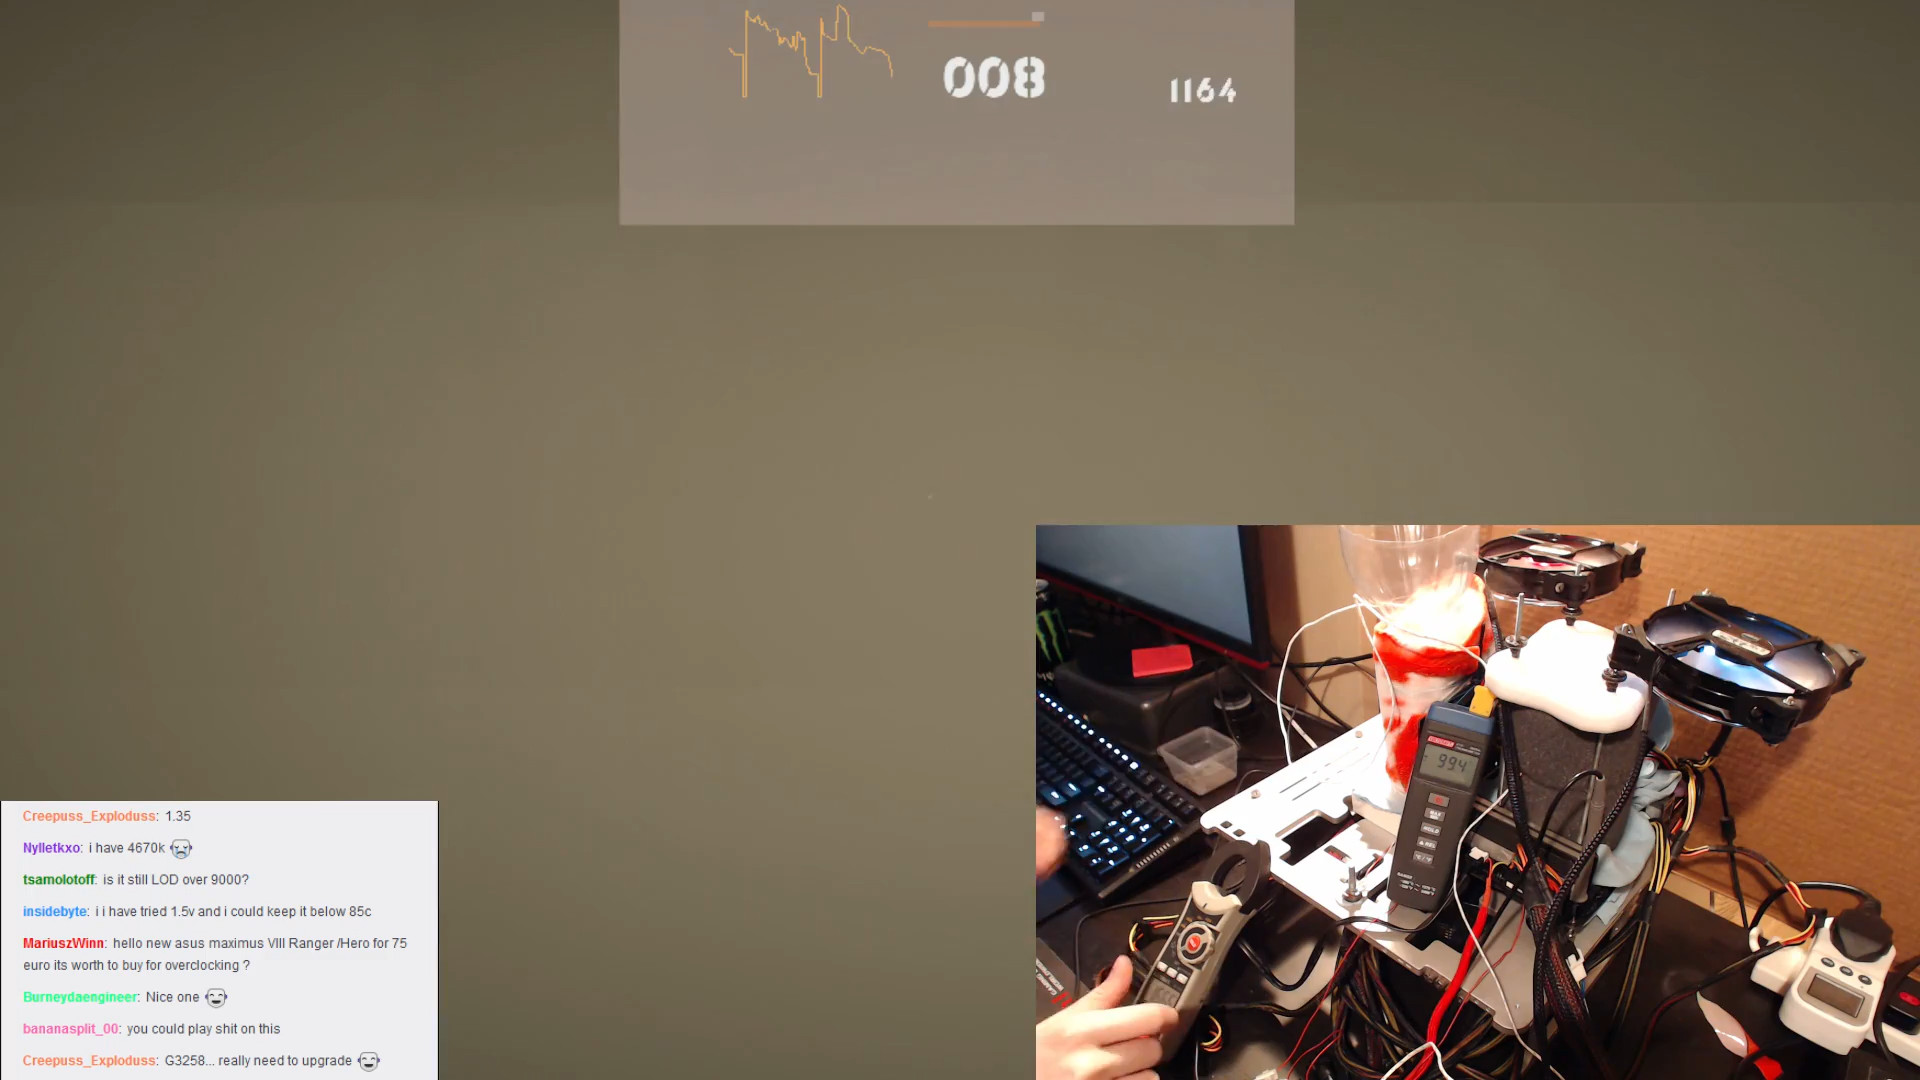 008
1164
Creepuss_Exploduss: 1.35
Nylletkxo: i have 4670k
tsamolotoff: is it still LOD over 9000?
insidebyte: i i have tried 1.5v and i could keep it below 85c
MariuszWinn: hello new asus maximus VIII Ranger /Hero for 75
euro its worth to buy for overclocking ?
Burneydaengineer: Nice one
bananasplit_00: you could play shit on this
Creepuss_Exploduss: G3258... really need to upgrade
99.4
HOLD